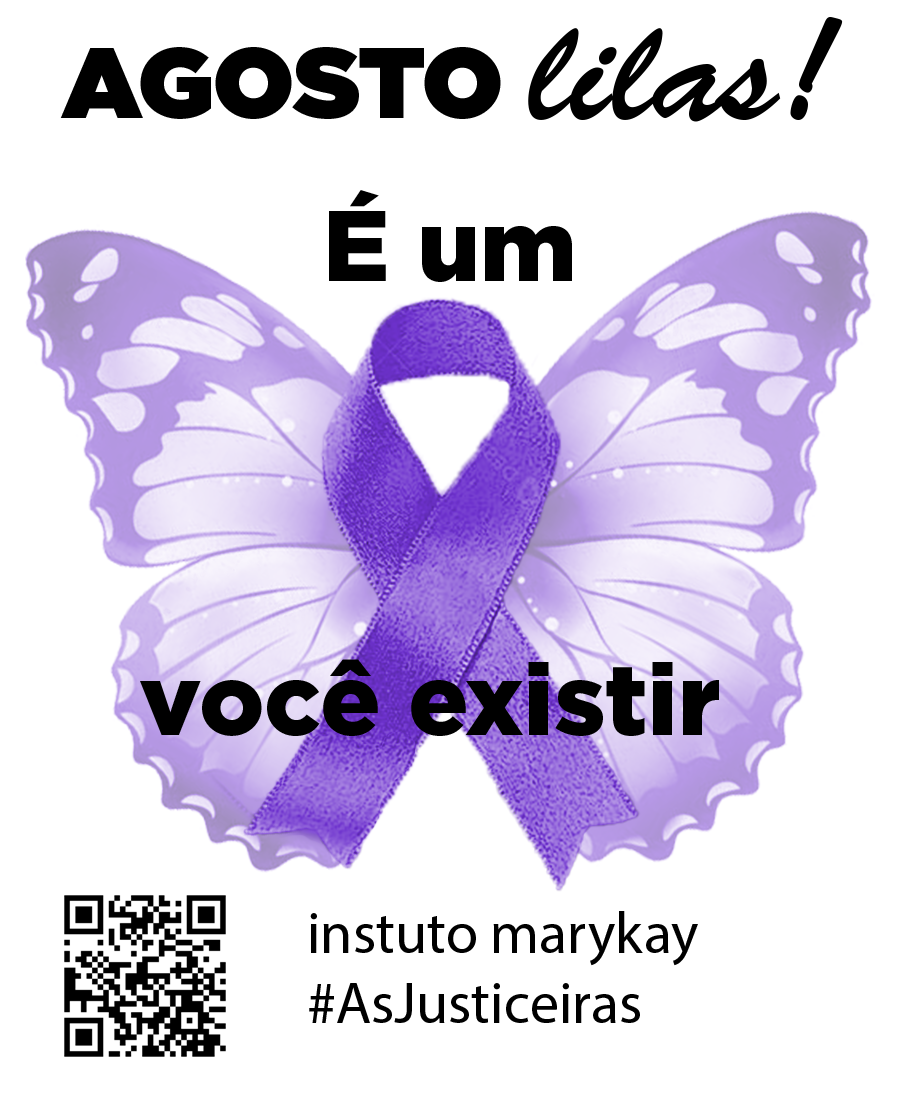 AGOSTO lilas!
É um
você existir
instuto marykay
#AsJusticeiras